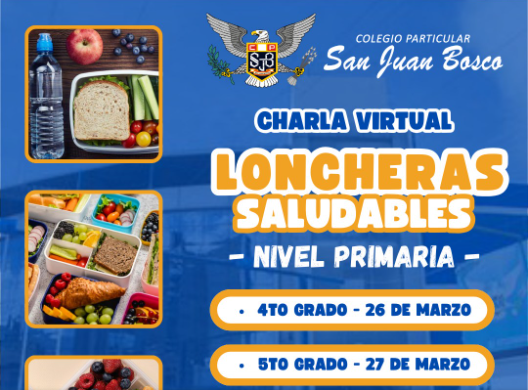 C P
SJB
COLEGIO PARTICULAR
San Juan Bosco
CHARLA VIRTUAL
LONCHERAS
SALUDABLES
- NIVEL PRIMARIA -
• 4TO GRADO - 26 DE MARZO
• 5TO GRADO - 27 DE MARZO